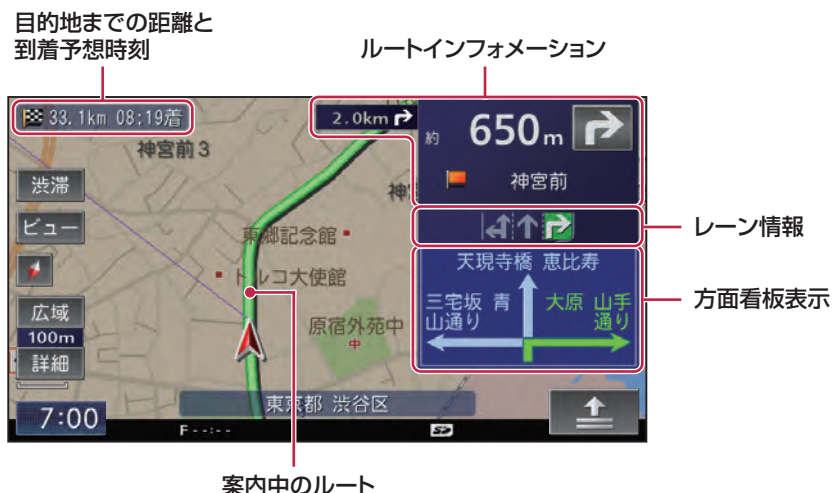 目的地までの距離と
到着予想時刻
ルートインフォメーション
33.1km 08:19着
2.0km
約 650m
神宮前3
神宮前
渋滞
ビュー
レーン情報
東郷記念館
天現寺橋 恵比寿
トルコ大使館
方面看板表示
三宅坂 青
山通り
大原 山手
通り
広域
100m
詳細
原宿外苑中
中
東京都 渋谷区
7:00
F--:--
SD
案内中のルート